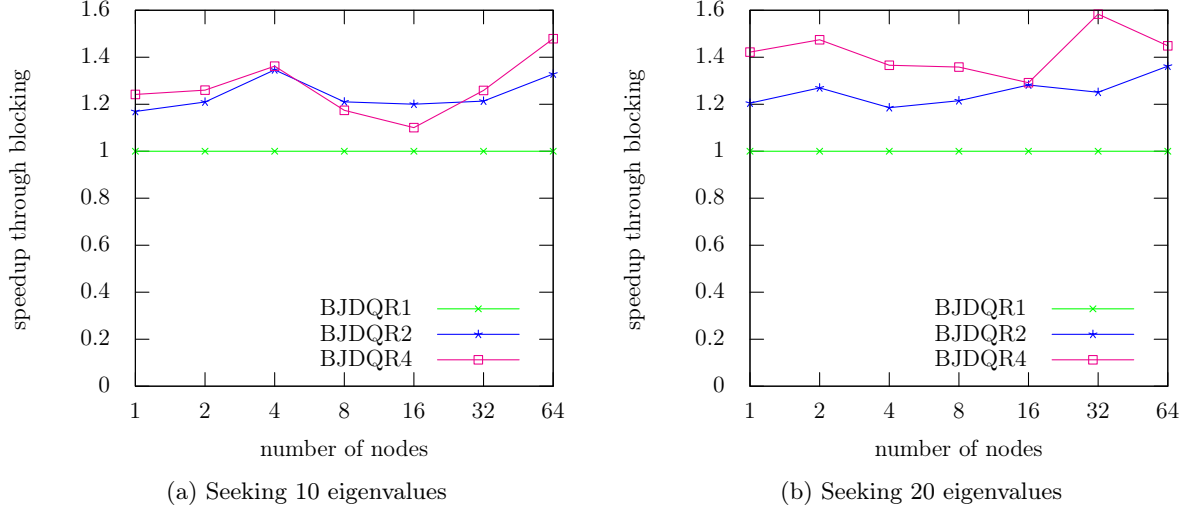 1.6
1.4
1.2
1
0.8
0.6
0.4
0.2
0
speedup through blocking
BJDQR1
BJDQR2
BJDQR4
1 2 4 8 16 32 64
number of nodes
(a) Seeking 10 eigenvalues
1.6
1.4
1.2
1
0.8
0.6
0.4
0.2
0
speedup through blocking
BJDQR1
BJDQR2
BJDQR4
1 2 4 8 16 32 64
number of nodes
(b) Seeking 20 eigenvalues